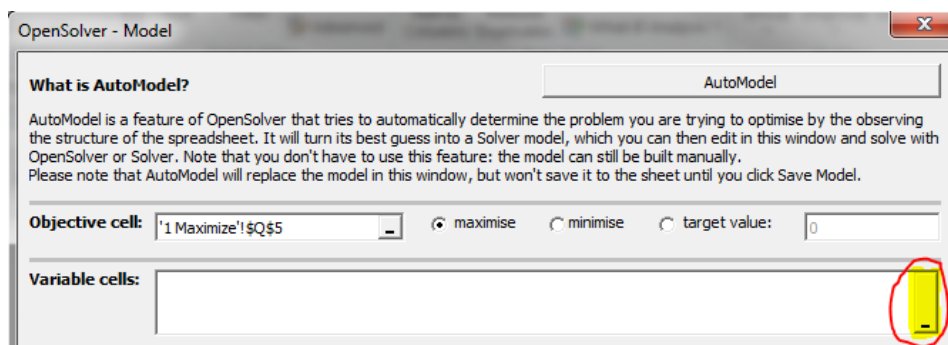 OpenSolver - Model
What is AutoModel?
AutoModel
AutoModel is a feature of OpenSolver that tries to automatically determine the problem you are trying to optimise by the observing
the structure of the spreadsheet. It will turn its best guess into a Solver model, which you can then edit in this window and solve with
OpenSolver or Solver. Note that you don't have to use this feature: the model can still be built manually.
Please note that AutoModel will replace the model in this window, but won't save it to the sheet until you click Save Model.
Objective cell: '1 Maximize'!$Q$5 _ maximise minimise target value: 0
Variable cells: _